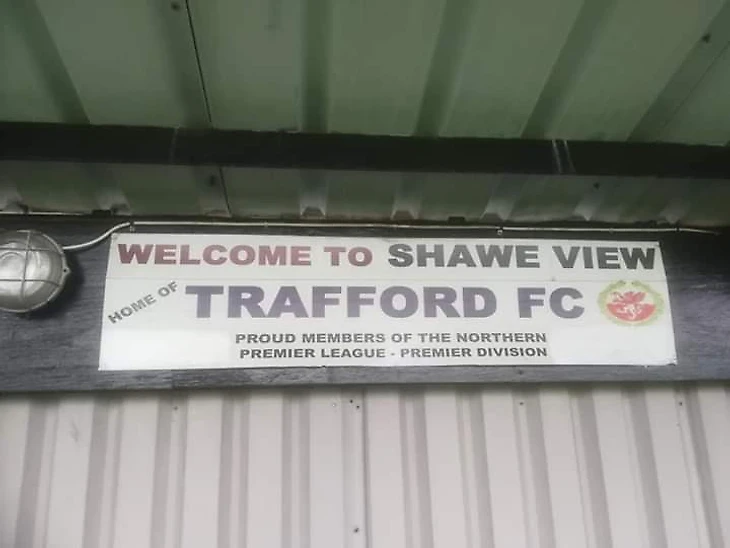 WELCOME TO SHAWE VIEW
HOME OF TRAFFORD FC
PROUD MEMBERS OF THE NORTHERN
PREMIER LEAGUE - PREMIER DIVISION